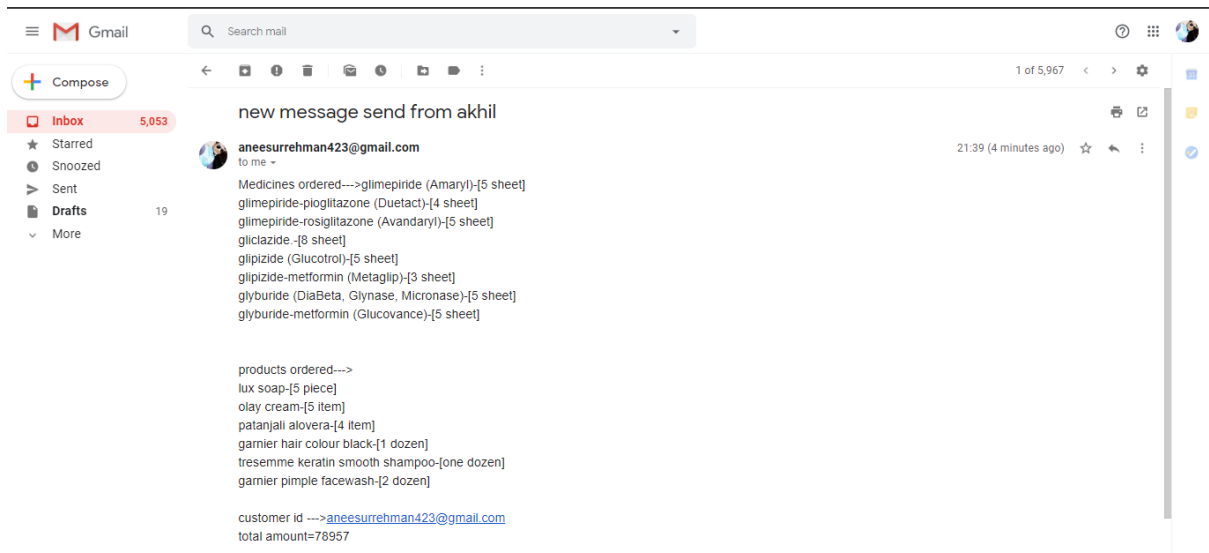 Gmail
Search mail
Compose
1 of 5,967
Inbox 5,053
Starred
Snoozed
Sent
Drafts 19
More
new message send from akhil
aneesurrehman423@gmail.com 21:39 (4 minutes ago)
to me
Medicines ordered--->glimepiride (Amaryl)-[5 sheet]
glimepiride-pioglitazone (Duetact)-[4 sheet]
glimepiride-rosiglitazone (Avandaryl)-[5 sheet]
gliclazide.-[8 sheet]
glipizide (Glucotrol)-[5 sheet]
glipizide-metformin (Metaglip)-[3 sheet]
glyburide (DiaBeta, Glynase, Micronase)-[5 sheet]
glyburide-metformin (Glucovance)-[5 sheet]
products ordered--->
lux soap-[5 piece]
olay cream-[5 item]
patanjali alovera-[4 item]
garnier hair colour black-[1 dozen]
tresemme keratin smooth shampoo-[one dozen]
garnier pimple facewash-[2 dozen]
customer id --->aneesurrehman423@gmail.com
total amount=78957